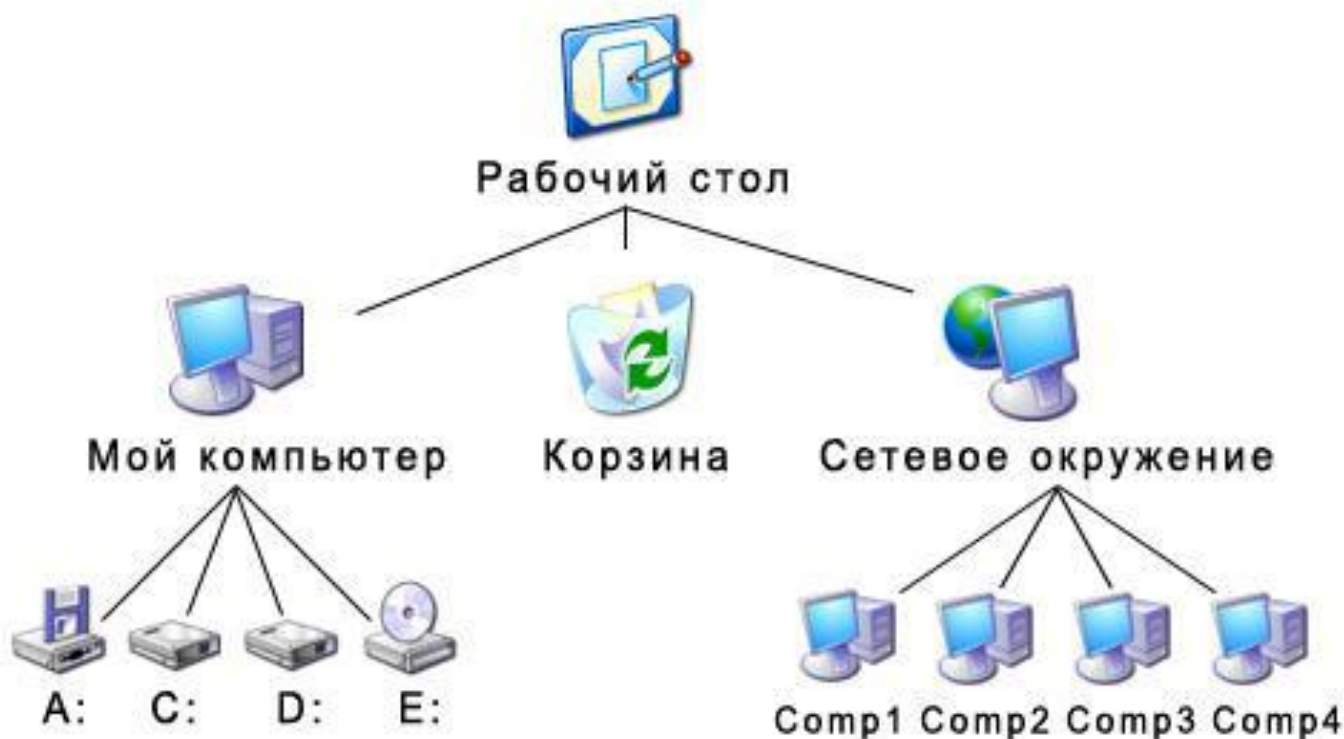 Рабочий стол
Мой компьютер Корзина Сетевое окружение
A: C: D: E:
Comp1 Comp2 Comp3 Comp4